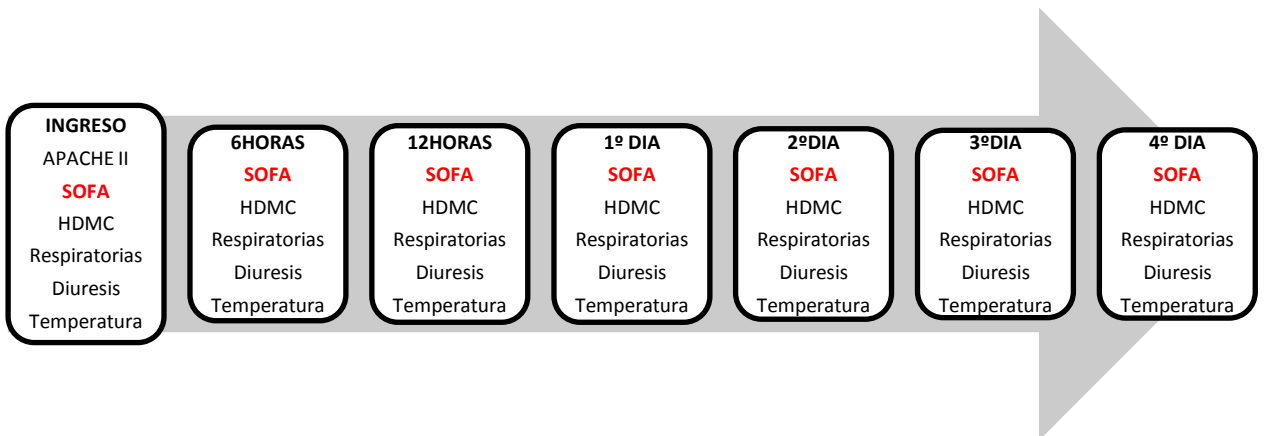 INGRESO
APACHE II
SOFA
HDMC
Respiratorias
Diuresis
Temperatura
6HORAS
SOFA
HDMC
Respiratorias
Diuresis
Temperatura
12HORAS
SOFA
HDMC
Respiratorias
Diuresis
Temperatura
1º DIA
SOFA
HDMC
Respiratorias
Diuresis
Temperatura
2ºDIA
SOFA
HDMC
Respiratorias
Diuresis
Temperatura
3ºDIA
SOFA
HDMC
Respiratorias
Diuresis
Temperatura
4º DIA
SOFA
HDMC
Respiratorias
Diuresis
Temperatura